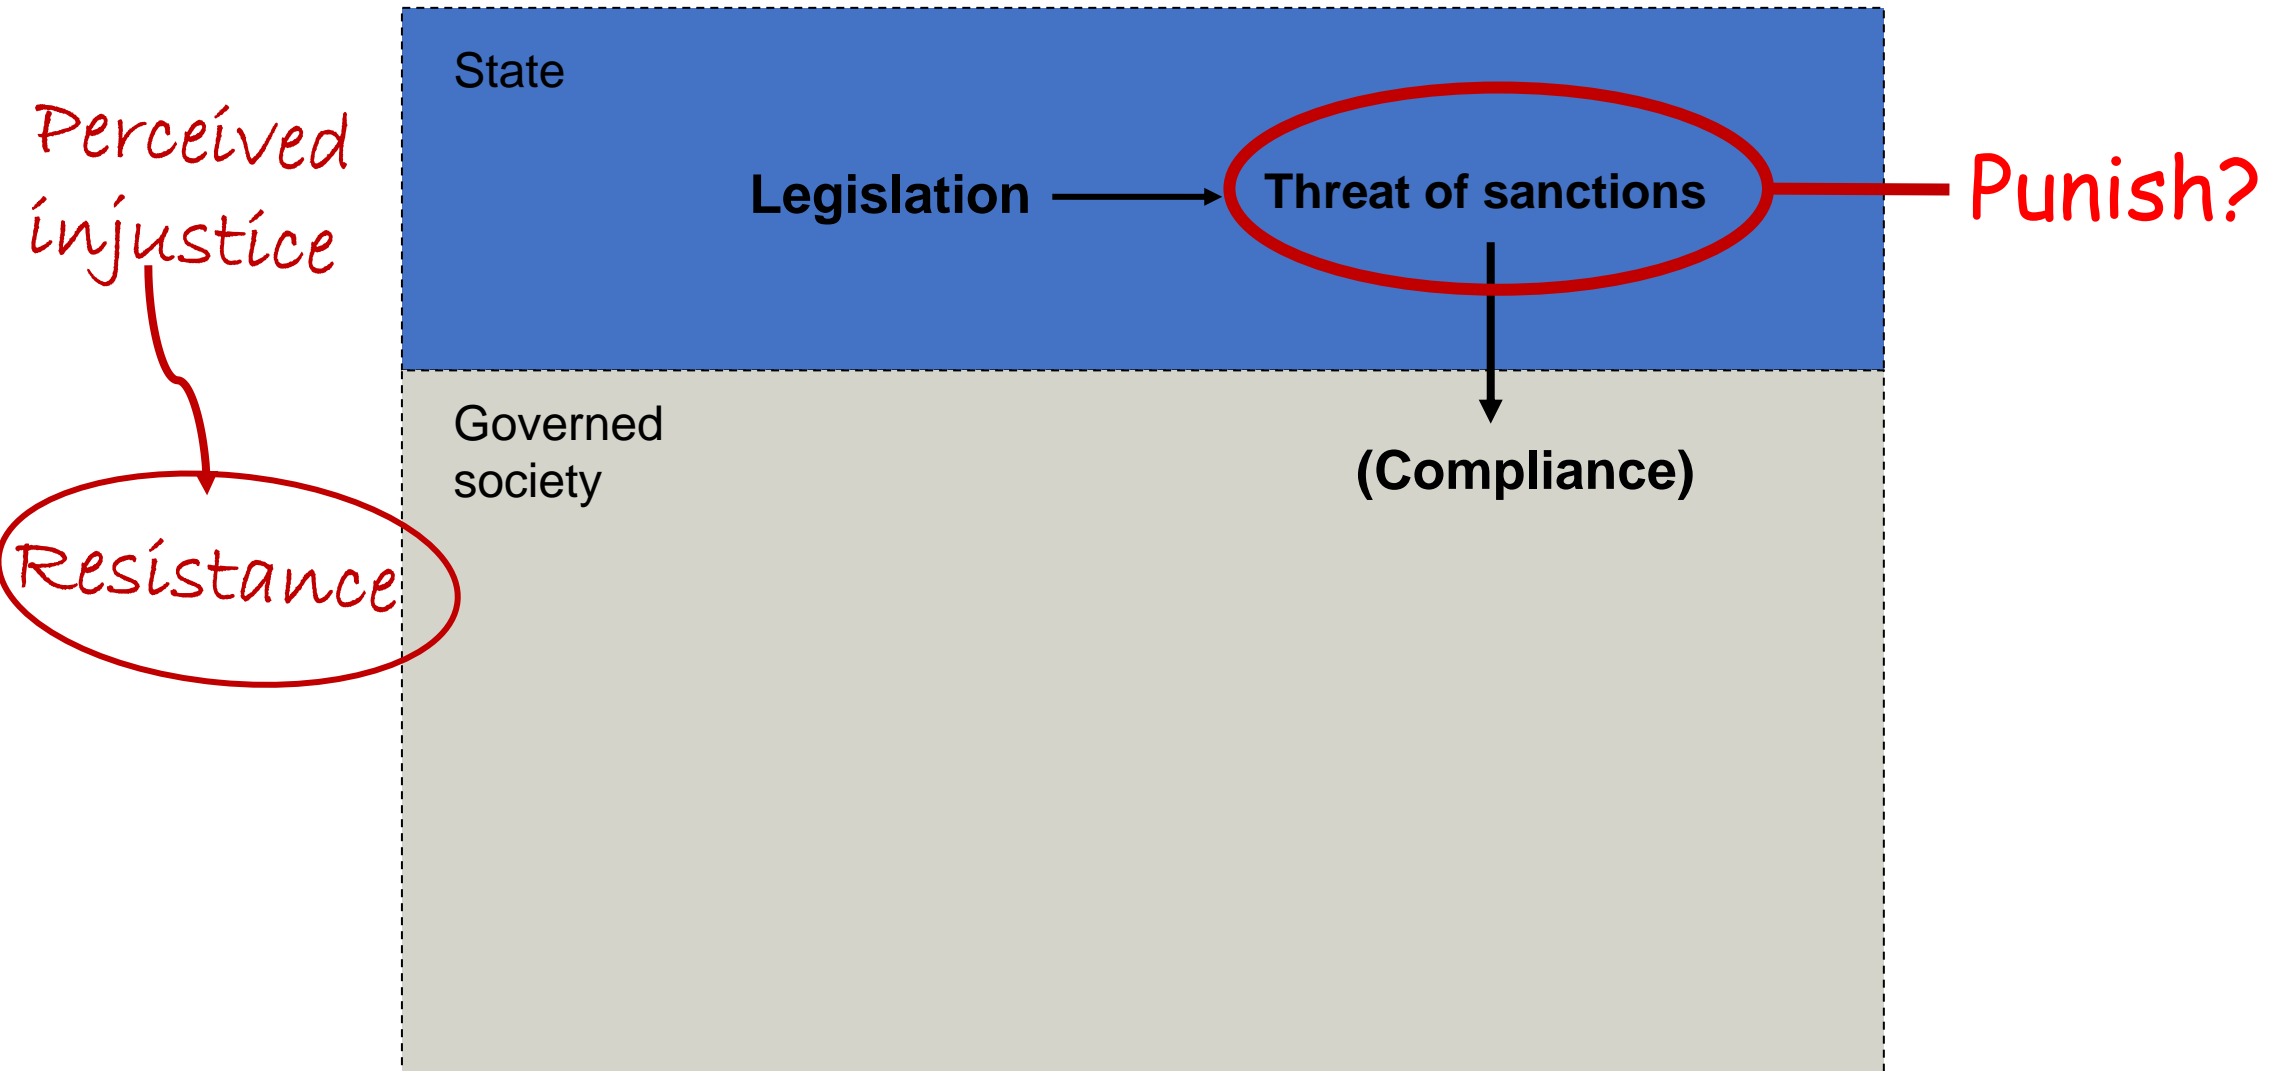 State
Perceived
injustice
Legislation
Threat of sanctions
Punish?
Governed
society
(Compliance)
Resistance